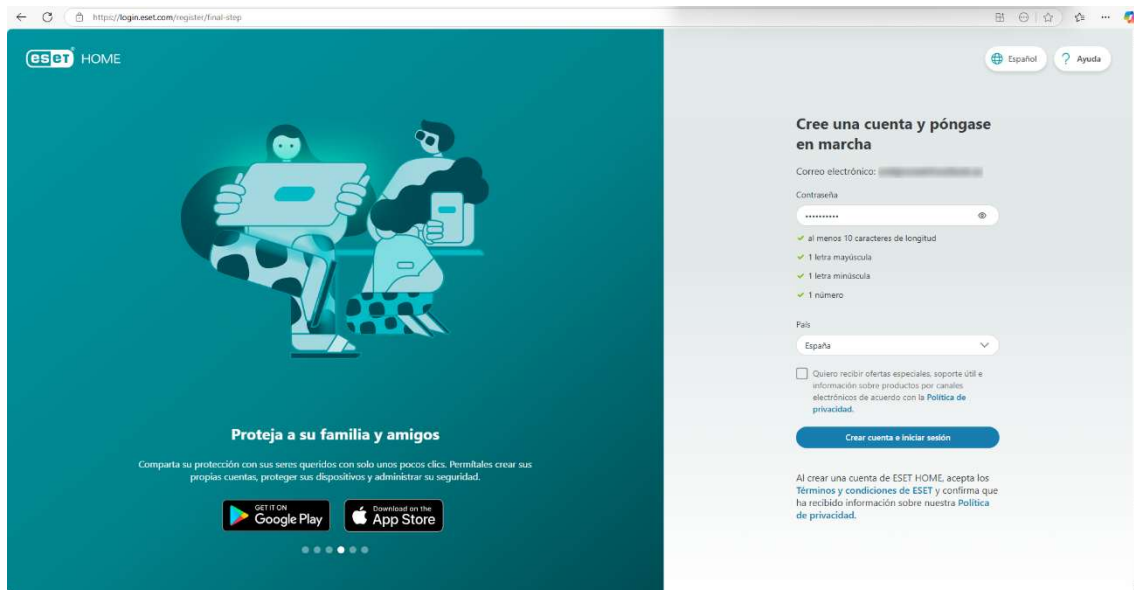 https://login.eset.com/register/final-step
eseT HOME
Español
Ayuda
Cree una cuenta y póngase
en marcha
Correo electrónico:
Contraseña
al menos 10 caracteres de longitud
1 letra mayúscula
1 letra minúscula
1 número
País
España
Quiero recibir ofertas especiales, soporte útil e
información sobre productos por canales
electrónicos de acuerdo con la Política de
privacidad.
Crear cuenta e iniciar sesión
Al crear una cuenta de ESET HOME, acepta los
Términos y condiciones de ESET y confirma que
ha recibido información sobre nuestra Política
de privacidad.
Proteja a su familia y amigos
Comparta su protección con sus seres queridos con solo unos pocos clics. Permítales crear sus
propias cuentas, proteger sus dispositivos y administrar su seguridad.
GET IT ON
Google Play
Download on the
App Store